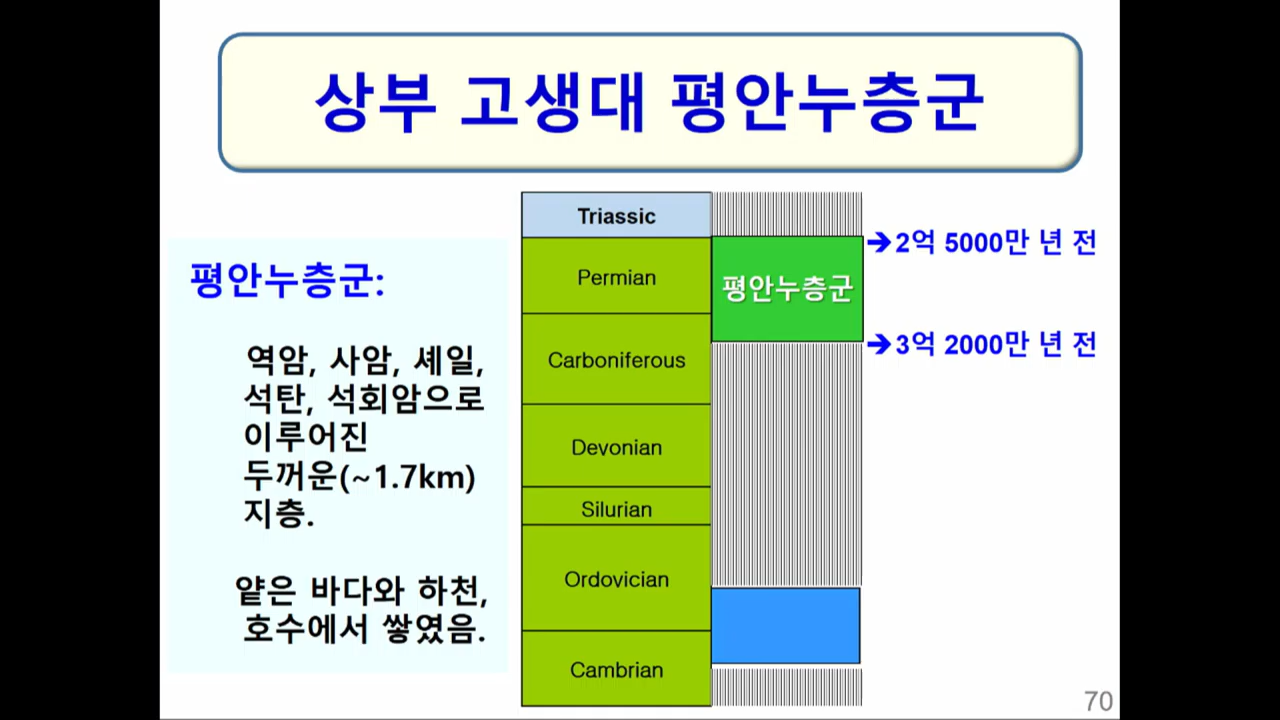 상부 고생대 평안누층군
평안누층군:
역암, 사암, 셰일,
석탄, 석회암으로
이루어진
두꺼운(~1.7km)
지층.
얕은 바다와 하천,
호수에서 쌓였음.
Triassic
Permian
Carboniferous
Devonian
Silurian
Ordovician
Cambrian
평안누층군
➔2억 5000만 년 전
➔3억 2000만 년 전
70